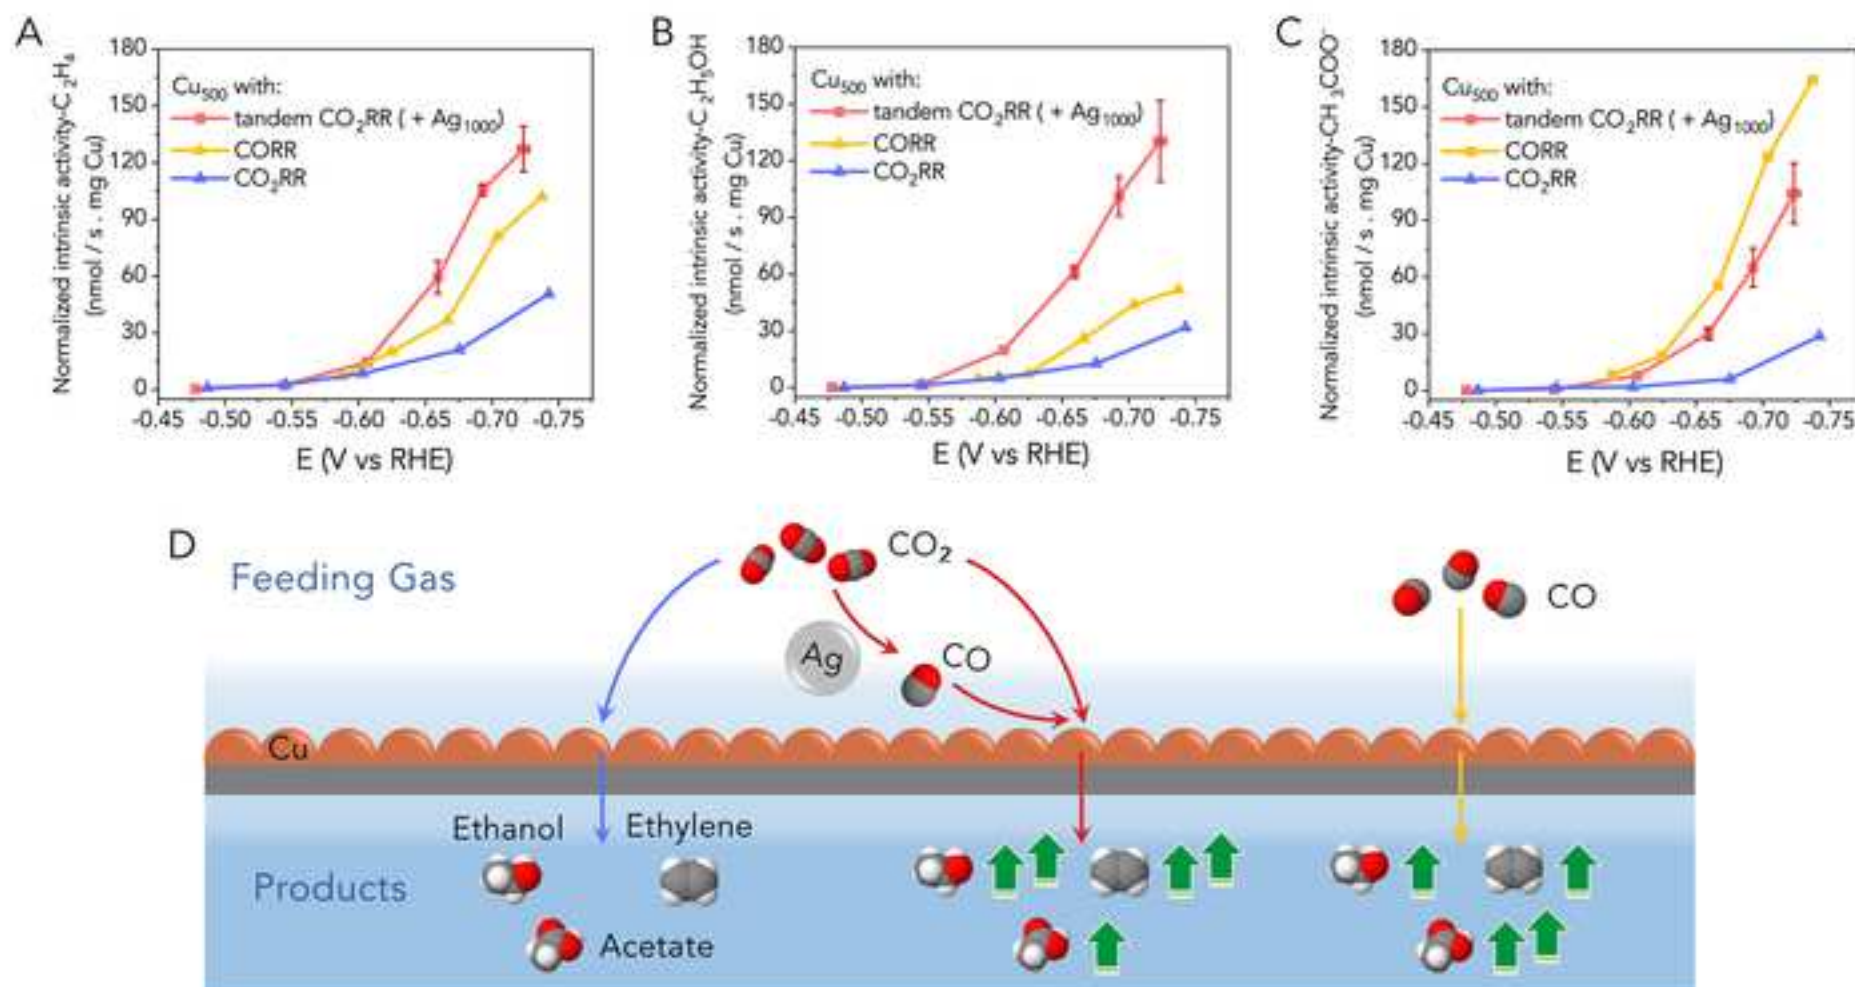 A
Normalized intrinsic activity-C₂H₄
(nmol / s . mg Cu)
180
150
120
90
60
30
0
Cu₅₀₀ with:
tandem CO₂RR ( + Ag₁₀₀₀)
CORR
CO₂RR
-0.45 -0.50 -0.55 -0.60 -0.65 -0.70 -0.75
E (V vs RHE)
B
Normalized intrinsic activity-C₂H₅OH
(nmol / s . mg Cu)
180
150
120
90
60
30
0
Cu₅₀₀ with:
tandem CO₂RR ( + Ag₁₀₀₀)
CORR
CO₂RR
-0.45 -0.50 -0.55 -0.60 -0.65 -0.70 -0.75
E (V vs RHE)
C
Normalized intrinsic activity-CH₃COO⁻
(nmol / s . mg Cu)
180
150
120
90
60
30
0
Cu₅₀₀ with:
tandem CO₂RR ( + Ag₁₀₀₀)
CORR
CO₂RR
-0.45 -0.50 -0.55 -0.60 -0.65 -0.70 -0.75
E (V vs RHE)
D
Feeding Gas
CO₂
CO
Ag
CO
Cu
Ethanol
Ethylene
Products
Acetate